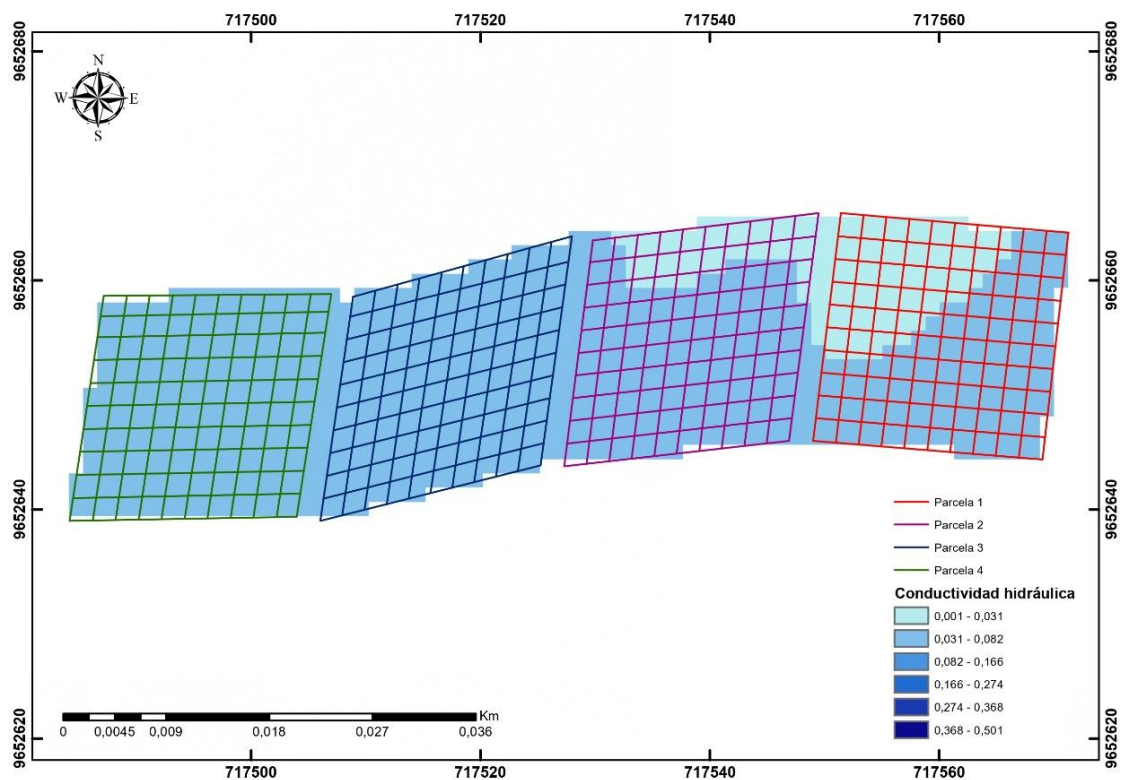 717500 717520 717540 717560
9652680 9652680
N
W E
S
9652660 9652660
9652640 9652640
Parcela 1
Parcela 2
Parcela 3
Parcela 4
Conductividad hidráulica
0,001 - 0,031
0,031 - 0,082
0,082 - 0,166
0,166 - 0,274
0,274 - 0,368
0,368 - 0,501
Km
0 0,0045 0,009 0,018 0,027 0,036
9652620 9652620
717500 717520 717540 717560